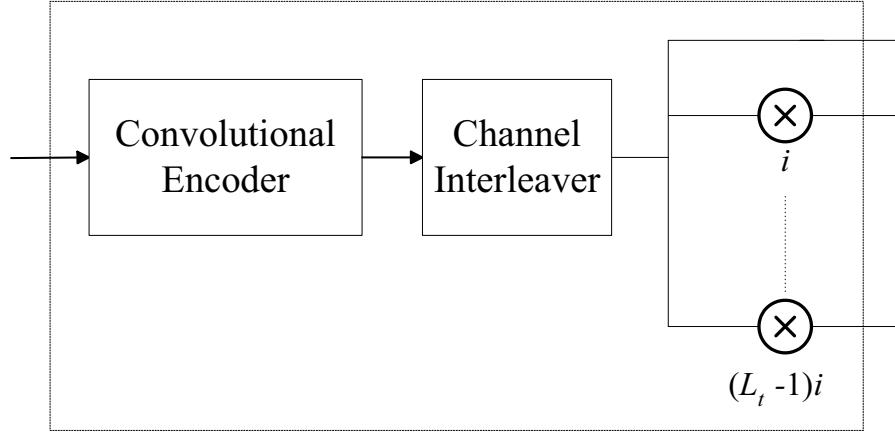 Convolutional
Encoder
Channel
Interleaver
i
(L_t -1)i